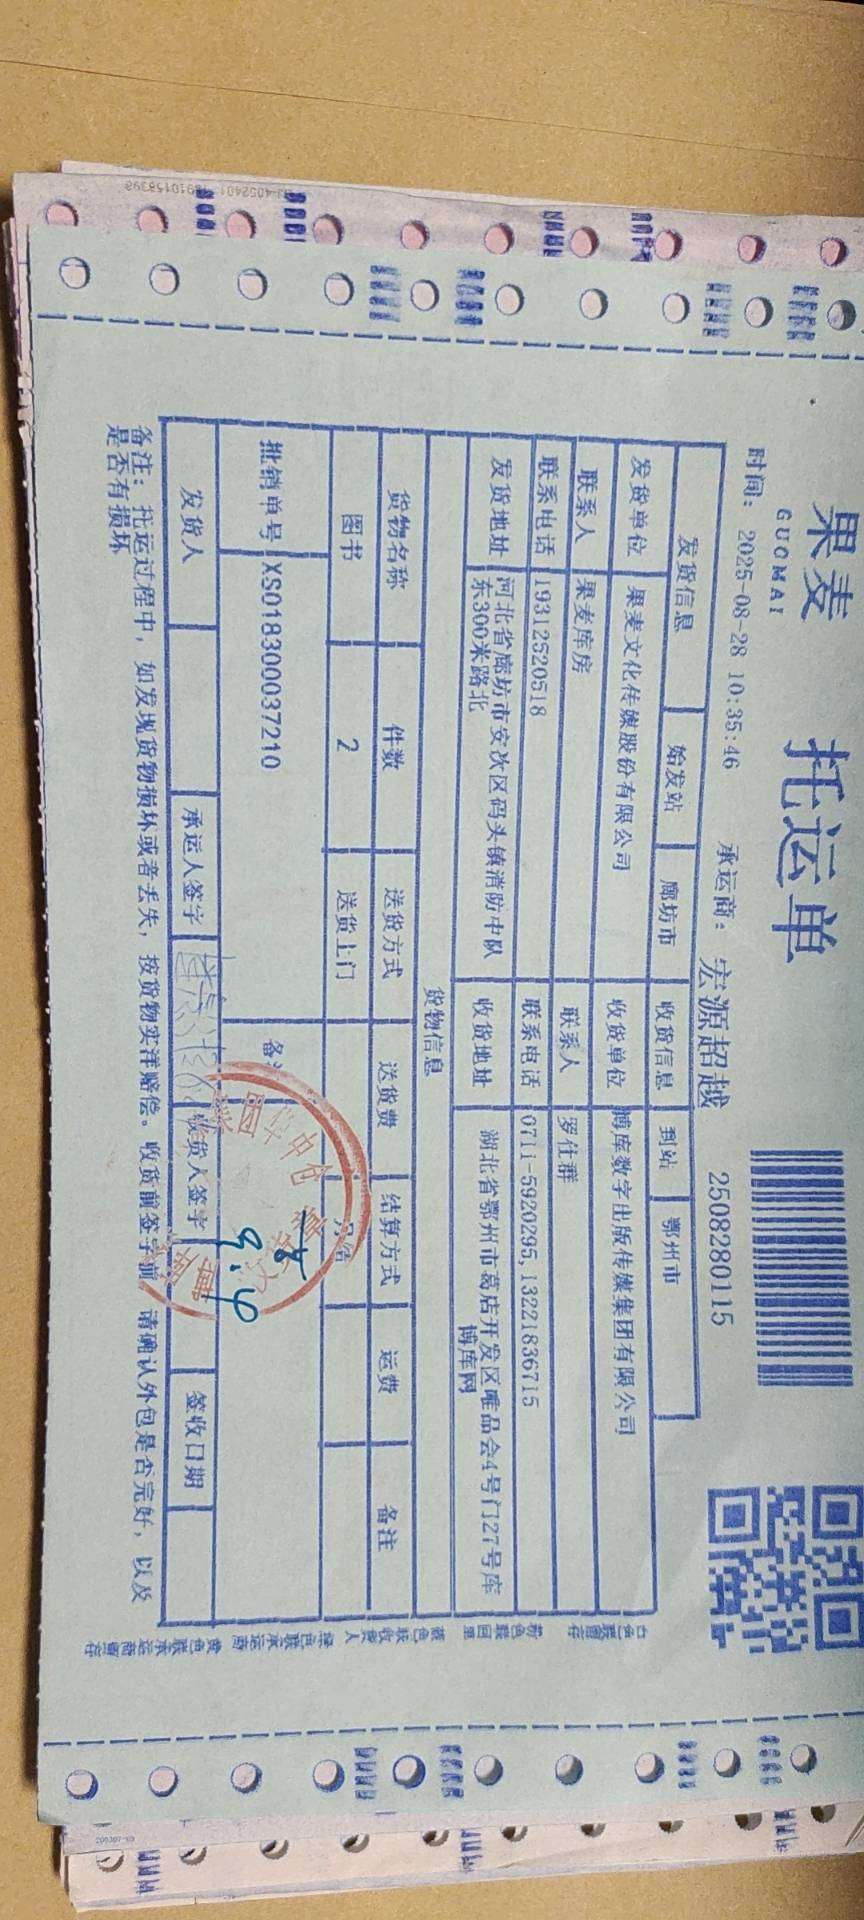 果麦 托运单
GUOMAI
时间: 2025-08-28 10:35:46 承运商: 宏源超越 2508280115
发货信息 始发站 廊坊市 收货信息 到站 鄂州市
发货单位 果麦文化传媒股份有限公司 收货单位 博库数字出版传媒集团有限公司
联系人 果麦库房 联系人 罗仕群
联系电话 19312520518 联系电话 0711-5920295,13221836715
发货地址 河北省廊坊市安次区码头镇消防中队东300米路北 收货地址 湖北省鄂州市葛店开发区唯品会4号门27号库博库网
货物信息
货物名称 件数 送货方式 送货费 结算方式 运费 备注
图书 2 送货上门
批销单号 XS018300037210 备
9.4
发货人 承运人签字 收货人签字 签收日期
备注: 托运过程中, 如发现货物损坏或者丢失, 按货物实洋赔偿。收货前签字前, 请确认外包是否完好, 以及
是否有损坏